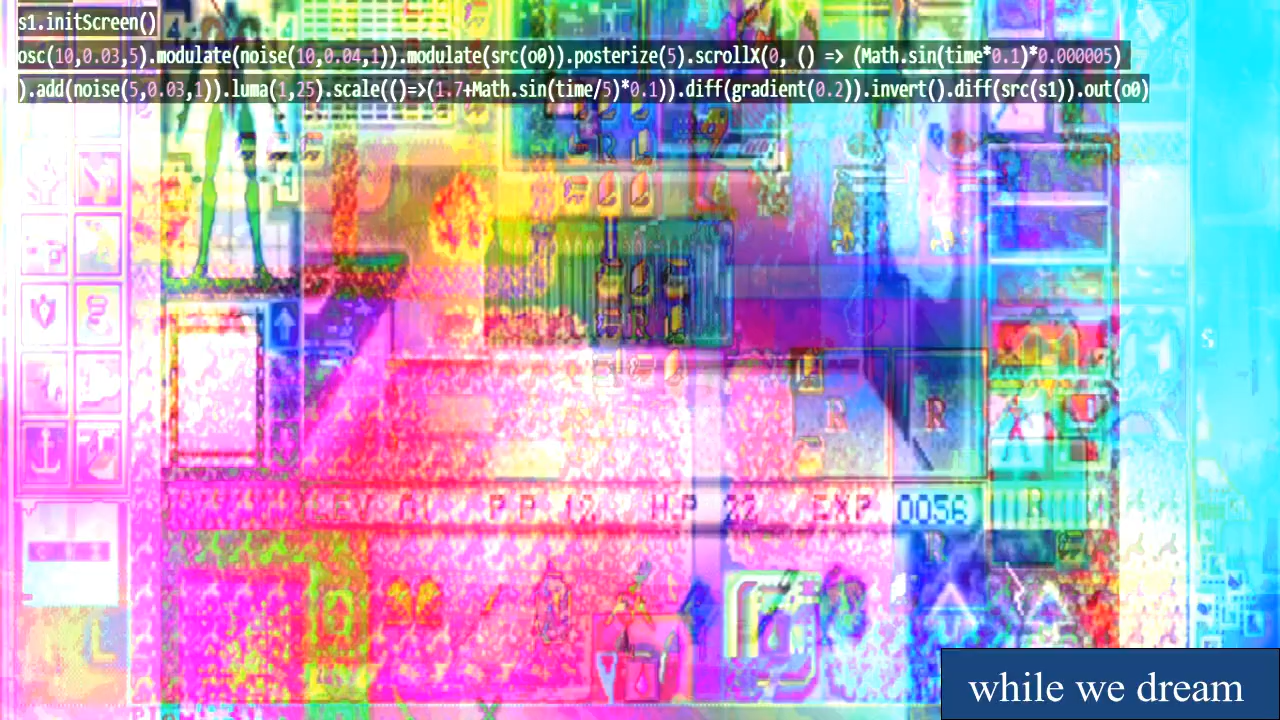 s1.initScreen()
osc(10,0.03,5).modulate(noise(10,0.04,1)).modulate(src(o0)).posterize(5).scrollX(0, () => (Math.sin(time*0.1)*0.000005)
).add(noise(5,0.03,1)).luma(1,25).scale(()=>(1.7+Math.sin(time/5)*0.1)).diff(gradient(0.2)).invert().diff(src(s1)).out(o0)
R L
S
R L
R R
LEV 01 P.P 12 H.P 22 EXP 0056
R
R
L
while we dream